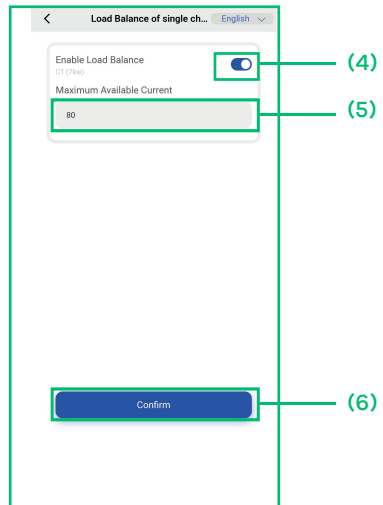 Load Balance of single ch... English
Enable Load Balance
CT (7kw)
(4)
Maximum Available Current
80
(5)
Confirm
(6)